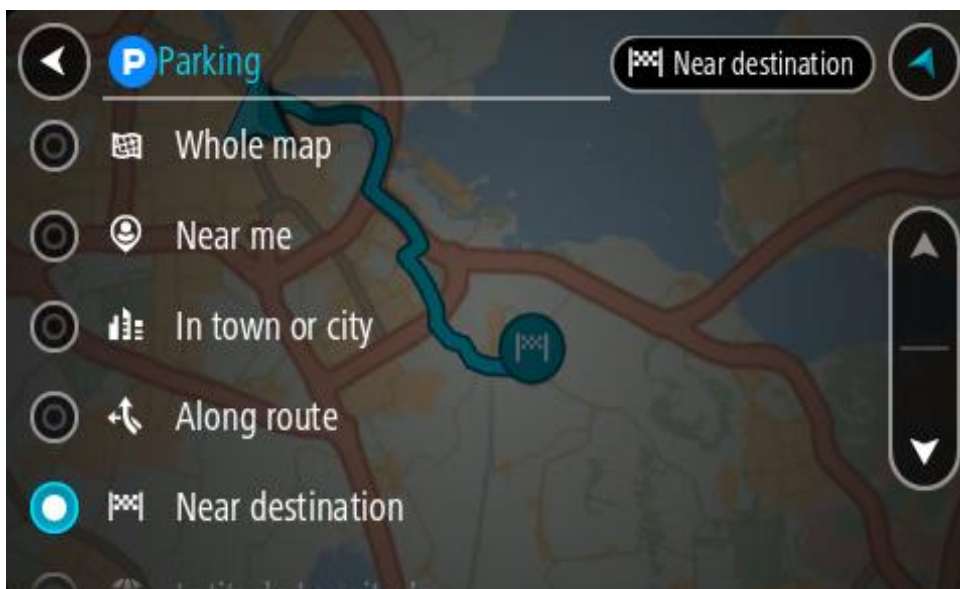 P Parking
Near destination
Whole map
Near me
In town or city
Along route
Near destination